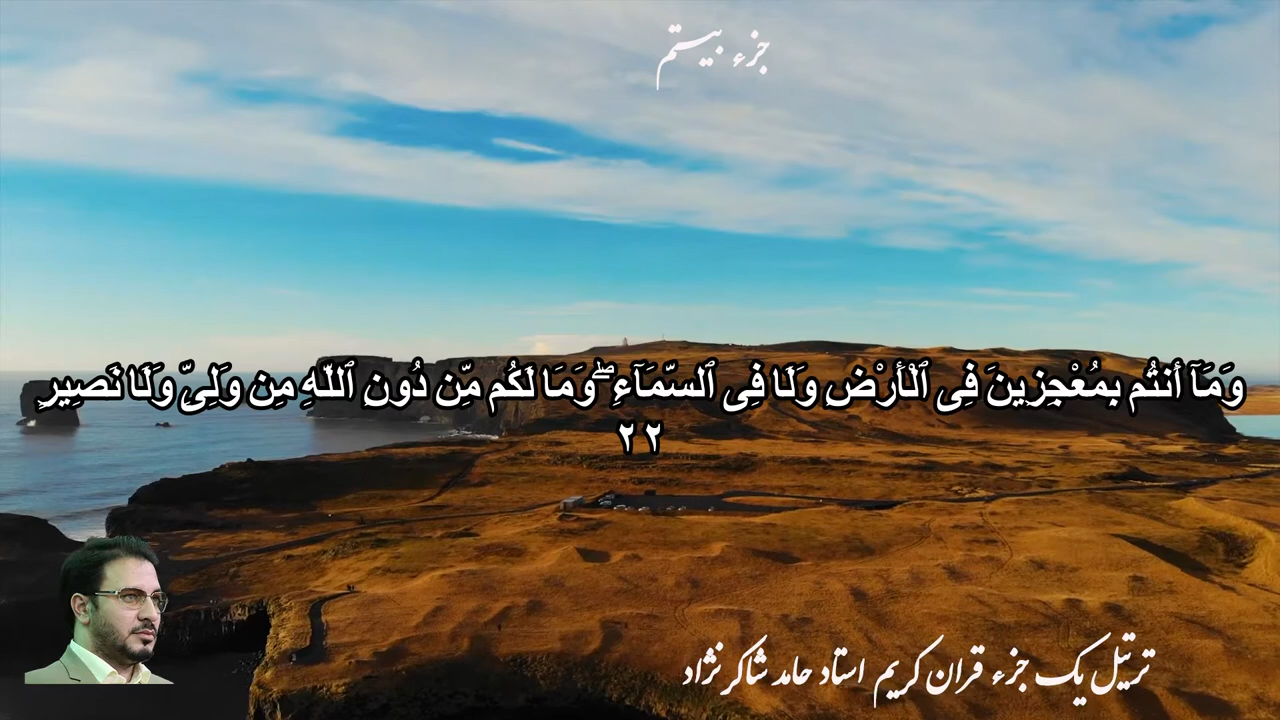 جزء بیستم
وَمَآ أَنتُم بِمُعْجِزِينَ فِى ٱلْأَرْضِ وَلَا فِى ٱلسَّمَآءِ ۖ وَمَا لَكُم مِّن دُونِ ٱللَّهِ مِن وَلِىٍّ وَلَا نَصِيرٍ
٢٢
ترتیل یک جزء قران کریم استاد حامد شاکرنژاد